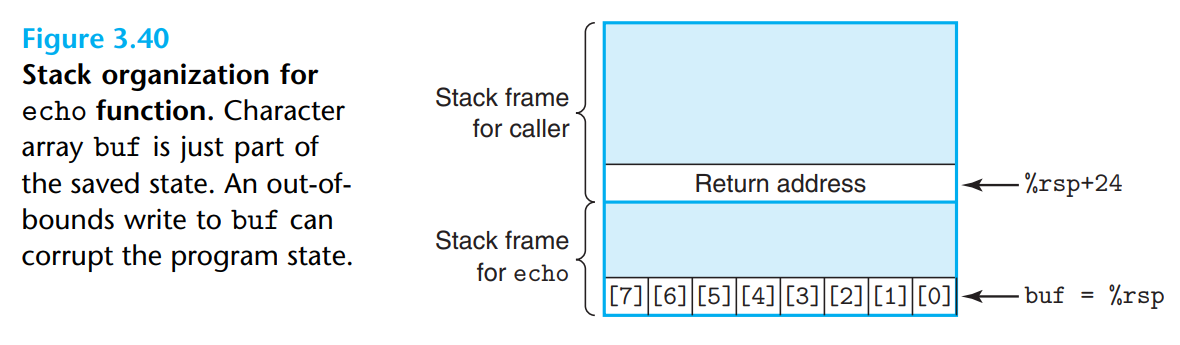 Figure 3.40
Stack organization for
echo function. Character
array buf is just part of
the saved state. An out-of-
bounds write to buf can
corrupt the program state.
Stack frame
for caller
Return address
%rsp+24
Stack frame
for echo
[7] [6] [5] [4] [3] [2] [1] [0]
buf = %rsp